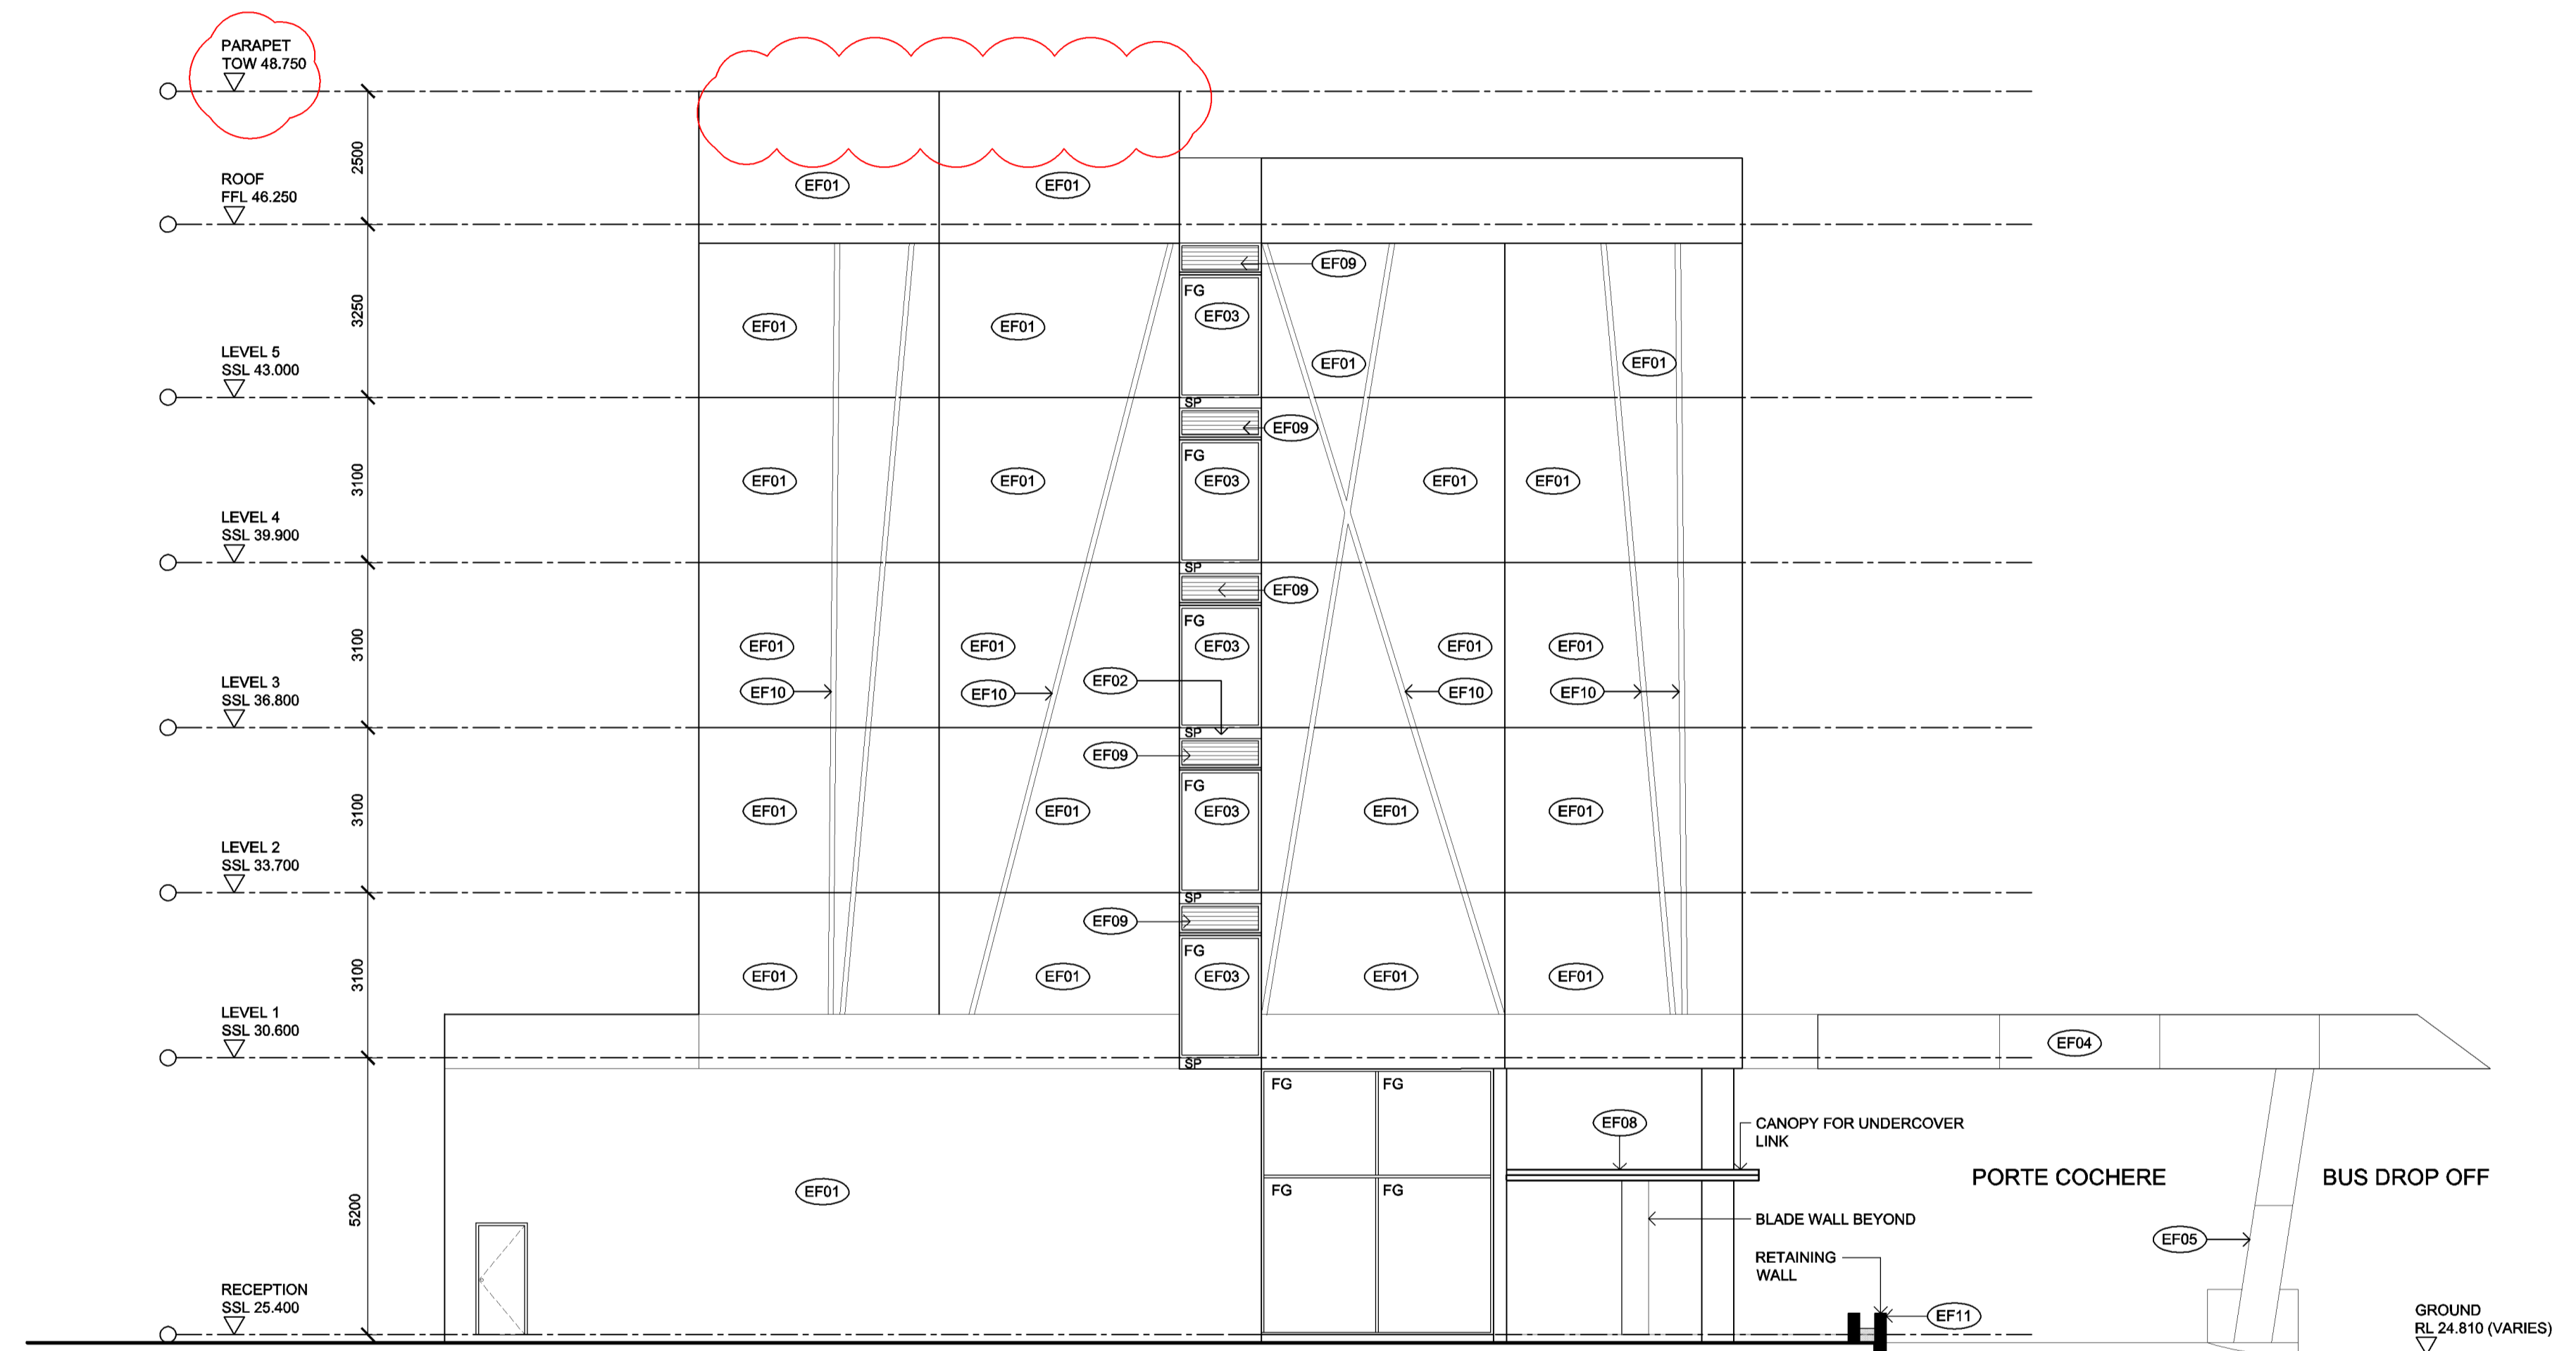 PARAPET
TOW 48.750
2500
ROOF
FFL 46.250
EF01 EF01
EF09
3250
FG
EF03
EF01 EF01
EF01 EF01
LEVEL 5
SSL 43.000
SP
EF09
3100
FG
EF01 EF01 EF03 EF01 EF01
LEVEL 4
SSL 39.900
SP
EF09
3100
FG
EF01 EF01 EF03 EF01 EF01
EF10 EF10 EF02 EF10 EF10
LEVEL 3
SSL 36.800
SP
EF09
3100
FG
EF01 EF01 EF03 EF01 EF01
LEVEL 2
SSL 33.700
SP
EF09
3100
FG
EF01 EF01 EF03 EF01 EF01
LEVEL 1
SSL 30.600
SP
EF04
FG FG
EF08
CANOPY FOR UNDERCOVER
LINK
PORTE COCHERE
BUS DROP OFF
5200
EF01
FG FG
BLADE WALL BEYOND
EF05
RETAINING
WALL
RECEPTION
SSL 25.400
EF11
GROUND
RL 24.810 (VARIES)